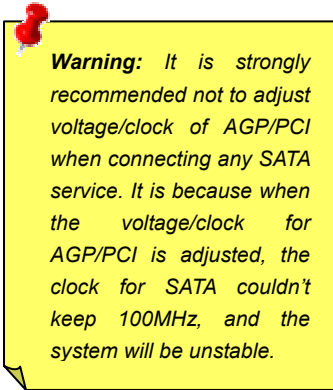 Warning: It is strongly
recommended not to adjust
voltage/clock of AGP/PCI
when connecting any SATA
service. It is because when
the voltage/clock for
AGP/PCI is adjusted, the
clock for SATA couldn't
keep 100MHz, and the
system will be unstable.